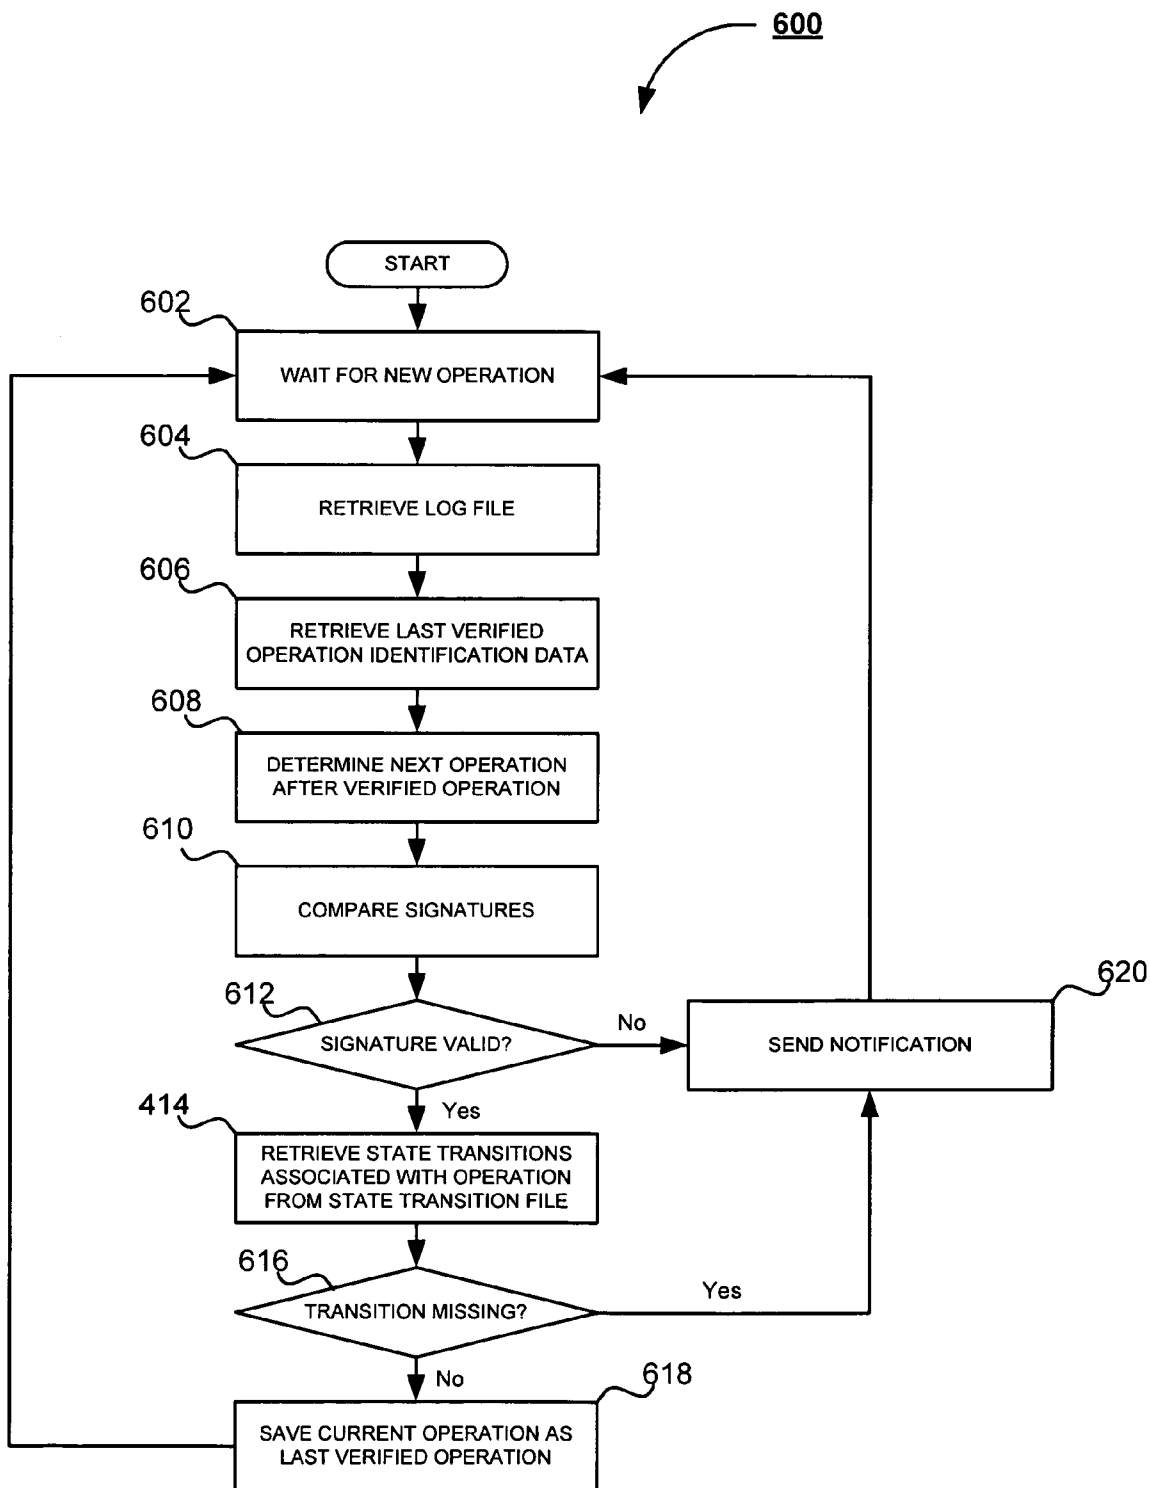 600
START
602
WAIT FOR NEW OPERATION
604
RETRIEVE LOG FILE
606
RETRIEVE LAST VERIFIED
OPERATION IDENTIFICATION DATA
608
DETERMINE NEXT OPERATION
AFTER VERIFIED OPERATION
610
COMPARE SIGNATURES
612
SIGNATURE VALID?
No
620
SEND NOTIFICATION
Yes
414
RETRIEVE STATE TRANSITIONS
ASSOCIATED WITH OPERATION
FROM STATE TRANSITION FILE
616
TRANSITION MISSING?
Yes
No
618
SAVE CURRENT OPERATION AS
LAST VERIFIED OPERATION